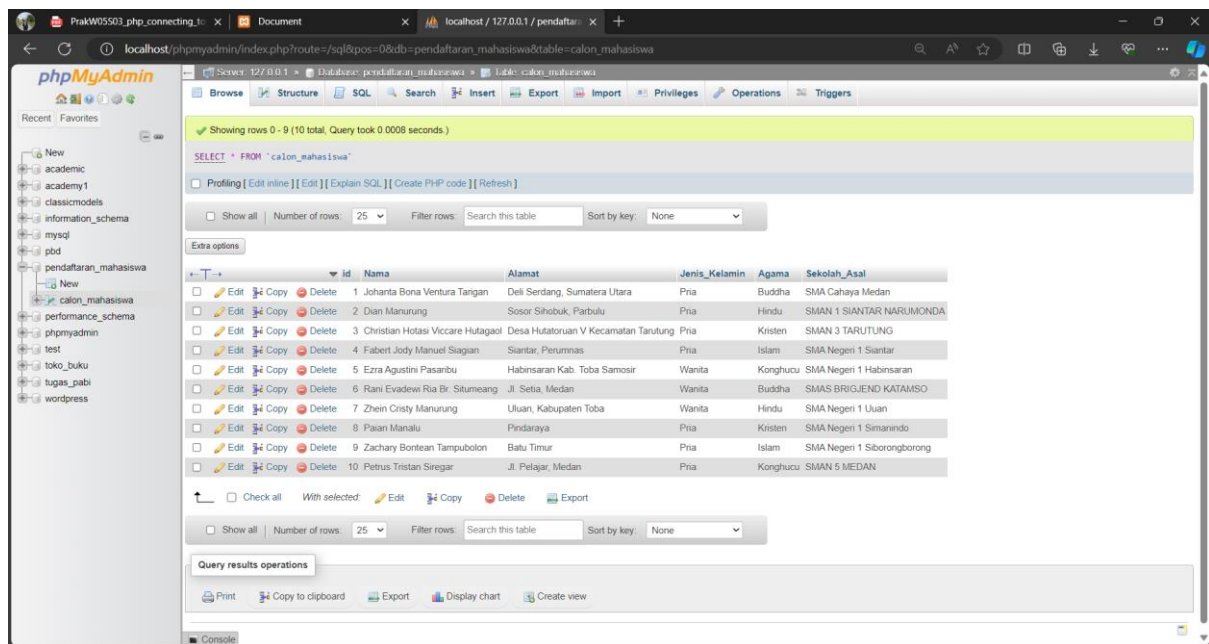 PrakW05S03_php_connecting_to
Document
localhost / 127.0.0.1 / pendaftara
localhost/phpmyadmin/index.php?route=/sql&pos=0&db=pendaftaran_mahasiswa&table=calon_mahasiswa
phpMyAdmin
Recent Favorites
New
academic
academy1
classicmodels
information_schema
mysql
pbd
pendaftaran_mahasiswa
New
calon_mahasiswa
performance_schema
phpmyadmin
test
toko_buku
tugas_pabi
wordpress
Server: 127.0.0.1 » Database: pendaftaran_mahasiswa » Table: calon_mahasiswa
Browse Structure SQL Search Insert Export Import Privileges Operations Triggers
Showing rows 0 - 9 (10 total, Query took 0.0008 seconds.)
SELECT * FROM `calon_mahasiswa`
Profiling [ Edit inline ] [ Edit ] [ Explain SQL ] [ Create PHP code ] [ Refresh ]
Show all | Number of rows: 25 Filter rows: Search this table Sort by key: None
Extra options
id Nama Alamat Jenis_Kelamin Agama Sekolah_Asal
Edit Copy Delete 1 Johanta Bona Ventura Tarigan Deli Serdang, Sumatera Utara Pria Buddha SMA Cahaya Medan
Edit Copy Delete 2 Dian Manurung Sosor Sihobuk, Parbulu Pria Hindu SMAN 1 SIANTAR NARUMONDA
Edit Copy Delete 3 Christian Hotasi Viccare Hutagaol Desa Hutatoruan V Kecamatan Tarutung Pria Kristen SMAN 3 TARUTUNG
Edit Copy Delete 4 Fabert Jody Manuel Siagian Siantar, Perumnas Pria Islam SMA Negeri 1 Siantar
Edit Copy Delete 5 Ezra Agustini Pasaribu Habinsaran Kab. Toba Samosir Wanita Konghucu SMA Negeri 1 Habinsaran
Edit Copy Delete 6 Rani Evadewi Ria Br. Situmeang Jl. Setia, Medan Wanita Buddha SMAS BRIGJEND KATAMSO
Edit Copy Delete 7 Zhein Cristy Manurung Uluan, Kabupaten Toba Wanita Hindu SMA Negeri 1 Uuan
Edit Copy Delete 8 Paian Manalu Pindaraya Pria Kristen SMA Negeri 1 Simanindo
Edit Copy Delete 9 Zachary Bontean Tampubolon Batu Timur Pria Islam SMA Negeri 1 Siborongborong
Edit Copy Delete 10 Petrus Tristan Siregar Jl. Pelajar, Medan Pria Konghucu SMAN 5 MEDAN
Check all With selected: Edit Copy Delete Export
Show all | Number of rows: 25 Filter rows: Search this table Sort by key: None
Query results operations
Print Copy to clipboard Export Display chart Create view
Console